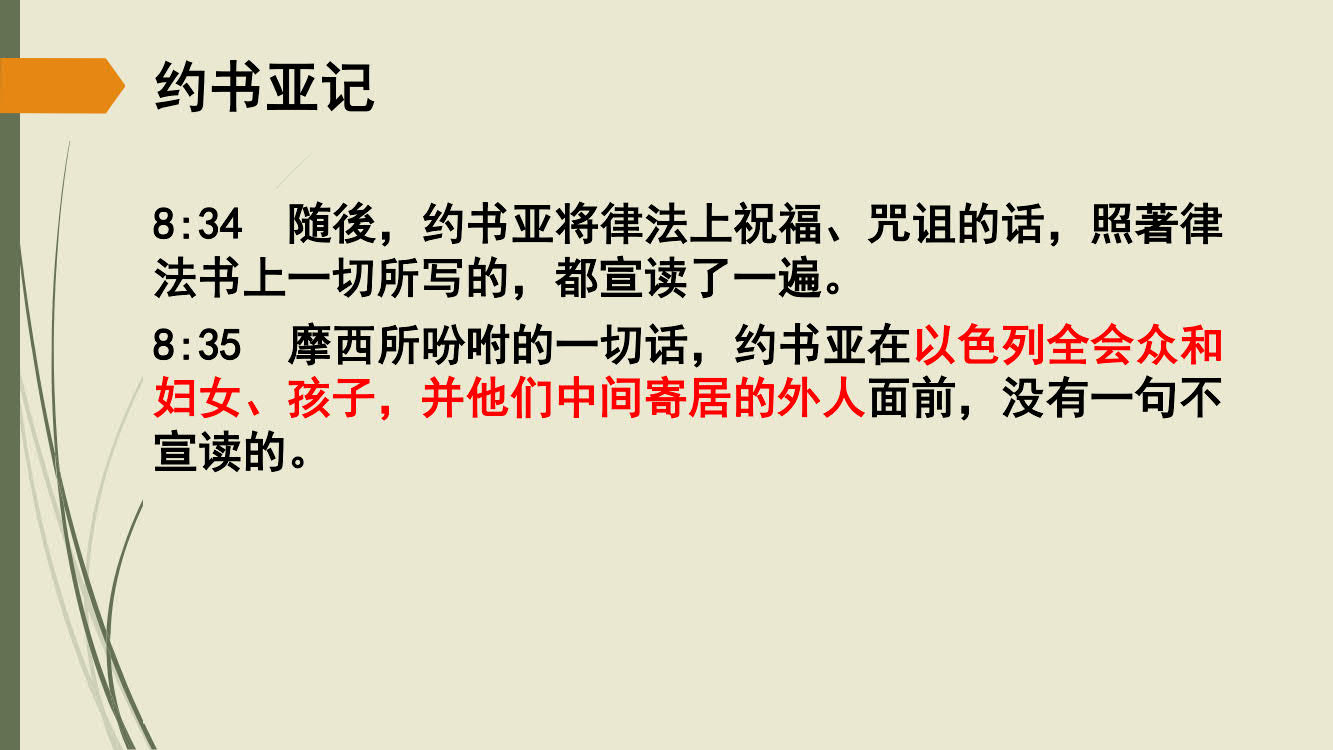 约书亚记
8:34　随後，约书亚将律法上祝福、咒诅的话，照著律
法书上一切所写的，都宣读了一遍。
8:35　摩西所吩咐的一切话，约书亚在以色列全会众和
妇女、孩子，并他们中间寄居的外人面前，没有一句不
宣读的。